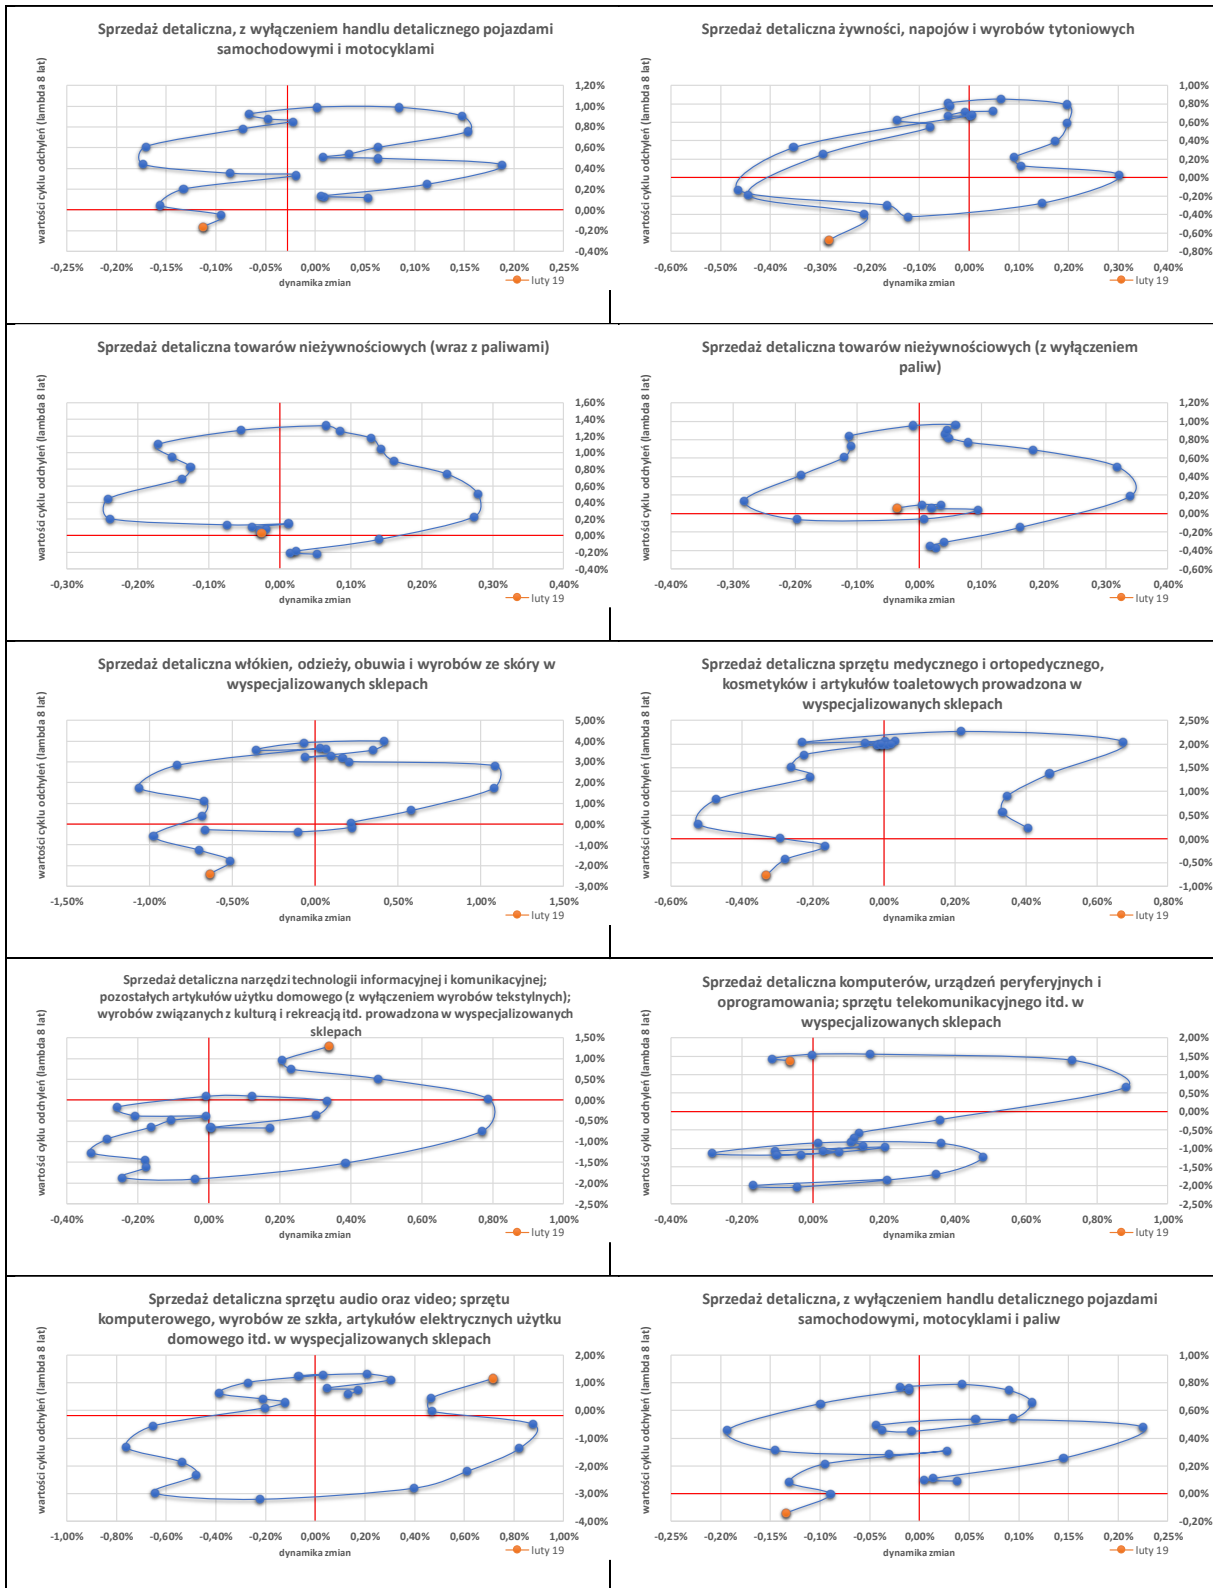 Sprzedaż detaliczna, z wyłączeniem handlu detalicznego pojazdami
samochodowymi i motocyklami
wartości cyklu odchyleń (lambda 8 lat)
1,20%
1,00%
0,80%
0,60%
0,40%
0,20%
0,00%
-0,20%
-0,40%
-0,25% -0,20% -0,15% -0,10% -0,05% 0,00% 0,05% 0,10% 0,15% 0,20% 0,25%
dynamika zmian
luty 19
Sprzedaż detaliczna żywności, napojów i wyrobów tytoniowych
wartości cyklu odchyleń (lambda 8 lat)
1,00%
0,80%
0,60%
0,40%
0,20%
0,00%
-0,20%
-0,40%
-0,60%
-0,80%
-0,60% -0,50% -0,40% -0,30% -0,20% -0,10% 0,00% 0,10% 0,20% 0,30% 0,40%
dynamika zmian
luty 19
Sprzedaż detaliczna towarów nieżywnościowych (wraz z paliwami)
wartości cyklu oddchyleń (lambda 8 lat)
1,60%
1,40%
1,20%
1,00%
0,80%
0,60%
0,40%
0,20%
0,00%
-0,20%
-0,40%
-0,30% -0,20% -0,10% 0,00% 0,10% 0,20% 0,30% 0,40%
dynamika zmian
luty 19
Sprzedaż detaliczna towarów nieżywnościowych (z wyłączeniem
paliw)
wartości cyklu odchyleń (lambda 8 lat)
1,20%
1,00%
0,80%
0,60%
0,40%
0,20%
0,00%
-0,20%
-0,40%
-0,60%
-0,40% -0,30% -0,20% -0,10% 0,00% 0,10% 0,20% 0,30% 0,40%
dynamika zmian
luty 19
Sprzedaż detaliczna włókien, odzieży, obuwia i wyrobów ze skóry w
wyspecjalizowanych sklepach
wartości cyklu odchyleń (lambda 8 lat)
5,00%
4,00%
3,00%
2,00%
1,00%
0,00%
-1,00%
-2,00%
-3,00%
-1,50% -1,00% -0,50% 0,00% 0,50% 1,00% 1,50%
dynamika zmian
luty 19
Sprzedaż detaliczna sprzętu medycznego i ortopedycznego,
kosmetyków i artykułów toaletowych prowadzona w
wyspecjalizowanych sklepach
wartości cyklu odchyleń (lambda 8 lat)
2,50%
2,00%
1,50%
1,00%
0,50%
0,00%
-0,50%
-1,00%
-0,60% -0,40% -0,20% 0,00% 0,20% 0,40% 0,60% 0,80%
dynamika zmian
luty 19
Sprzedaż detaliczna narzędzi technologii informacyjnej i komunikacyjnej;
pozostałych artykułów użytku domowego (z wyłączeniem wyrobów tekstylnych);
wyrobów związanych z kulturą i rekreacją itd. prowadzona w wyspecjalizowanych
sklepach
wartości cyklu odchyleń (lambda 8 lat)
1,50%
1,00%
0,50%
0,00%
-0,50%
-1,00%
-1,50%
-2,00%
-2,50%
-0,40% -0,20% 0,00% 0,20% 0,40% 0,60% 0,80% 1,00%
dynamika zmian
luty 19
Sprzedaż detaliczna komputerów, urządzeń peryferyjnych i
oprogramowania; sprzętu telekomunikacyjnego itd. w
wyspecjalizowanych sklepach
wartości cyklu odchyleń (lambda 8 lat)
2,00%
1,50%
1,00%
0,50%
0,00%
-0,50%
-1,00%
-1,50%
-2,00%
-2,50%
-0,40% -0,20% 0,00% 0,20% 0,40% 0,60% 0,80% 1,00%
dynamika zmian
luty 19
Sprzedaż detaliczna sprzętu audio oraz video; sprzętu
komputerowego, wyrobów ze szkła, artykułów elektrycznych użytku
domowego itd. w wyspecjalizowanych sklepach
wartości cyklu odchyleń (lambda 8 lat)
2,00%
1,00%
0,00%
-1,00%
-2,00%
-3,00%
-4,00%
-1,00% -0,80% -0,60% -0,40% -0,20% 0,00% 0,20% 0,40% 0,60% 0,80% 1,00%
dynamika zmian
luty 19
Sprzedaż detaliczna, z wyłączeniem handlu detalicznego pojazdami
samochodowymi, motocyklami i paliw
wartości cyklu odchyleń (lambda 8 lat)
1,00%
0,80%
0,60%
0,40%
0,20%
0,00%
-0,20%
-0,25% -0,20% -0,15% -0,10% -0,05% 0,00% 0,05% 0,10% 0,15% 0,20% 0,25%
dynamika zmian
luty 19